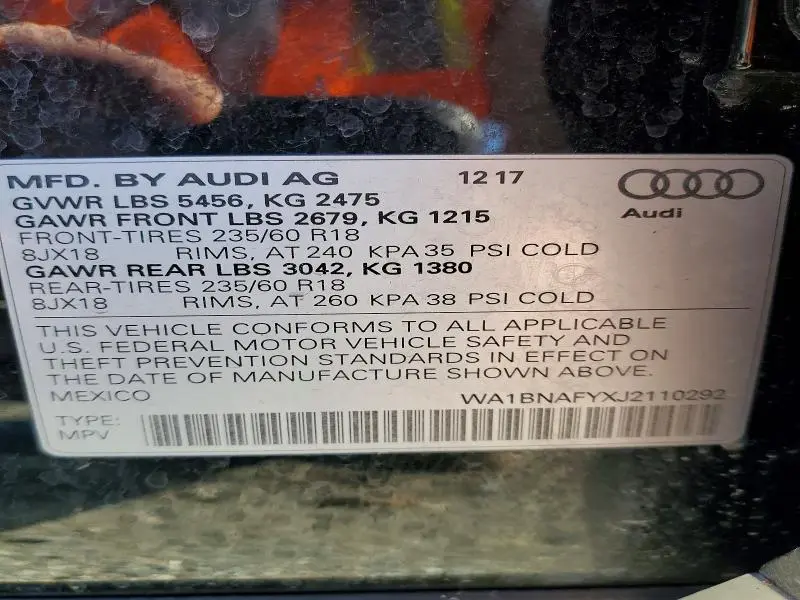 MFD. BY AUDI AG 12 17
GVWR LBS 5456, KG 2475
GAWR FRONT LBS 2679, KG 1215
FRONT-TIRES 235/60 R18
8JX18 RIMS, AT 240 KPA 35 PSI COLD
GAWR REAR LBS 3042, KG 1380
REAR-TIRES 235/60 R18
8JX18 RIMS, AT 260 KPA 38 PSI COLD
Audi
THIS VEHICLE CONFORMS TO ALL APPLICABLE
U.S. FEDERAL MOTOR VEHICLE SAFETY AND
THEFT PREVENTION STANDARDS IN EFFECT ON
THE DATE OF MANUFACTURE SHOWN ABOVE.
MEXICO WA1BNAFYXJ2110292
TYPE:
MPV